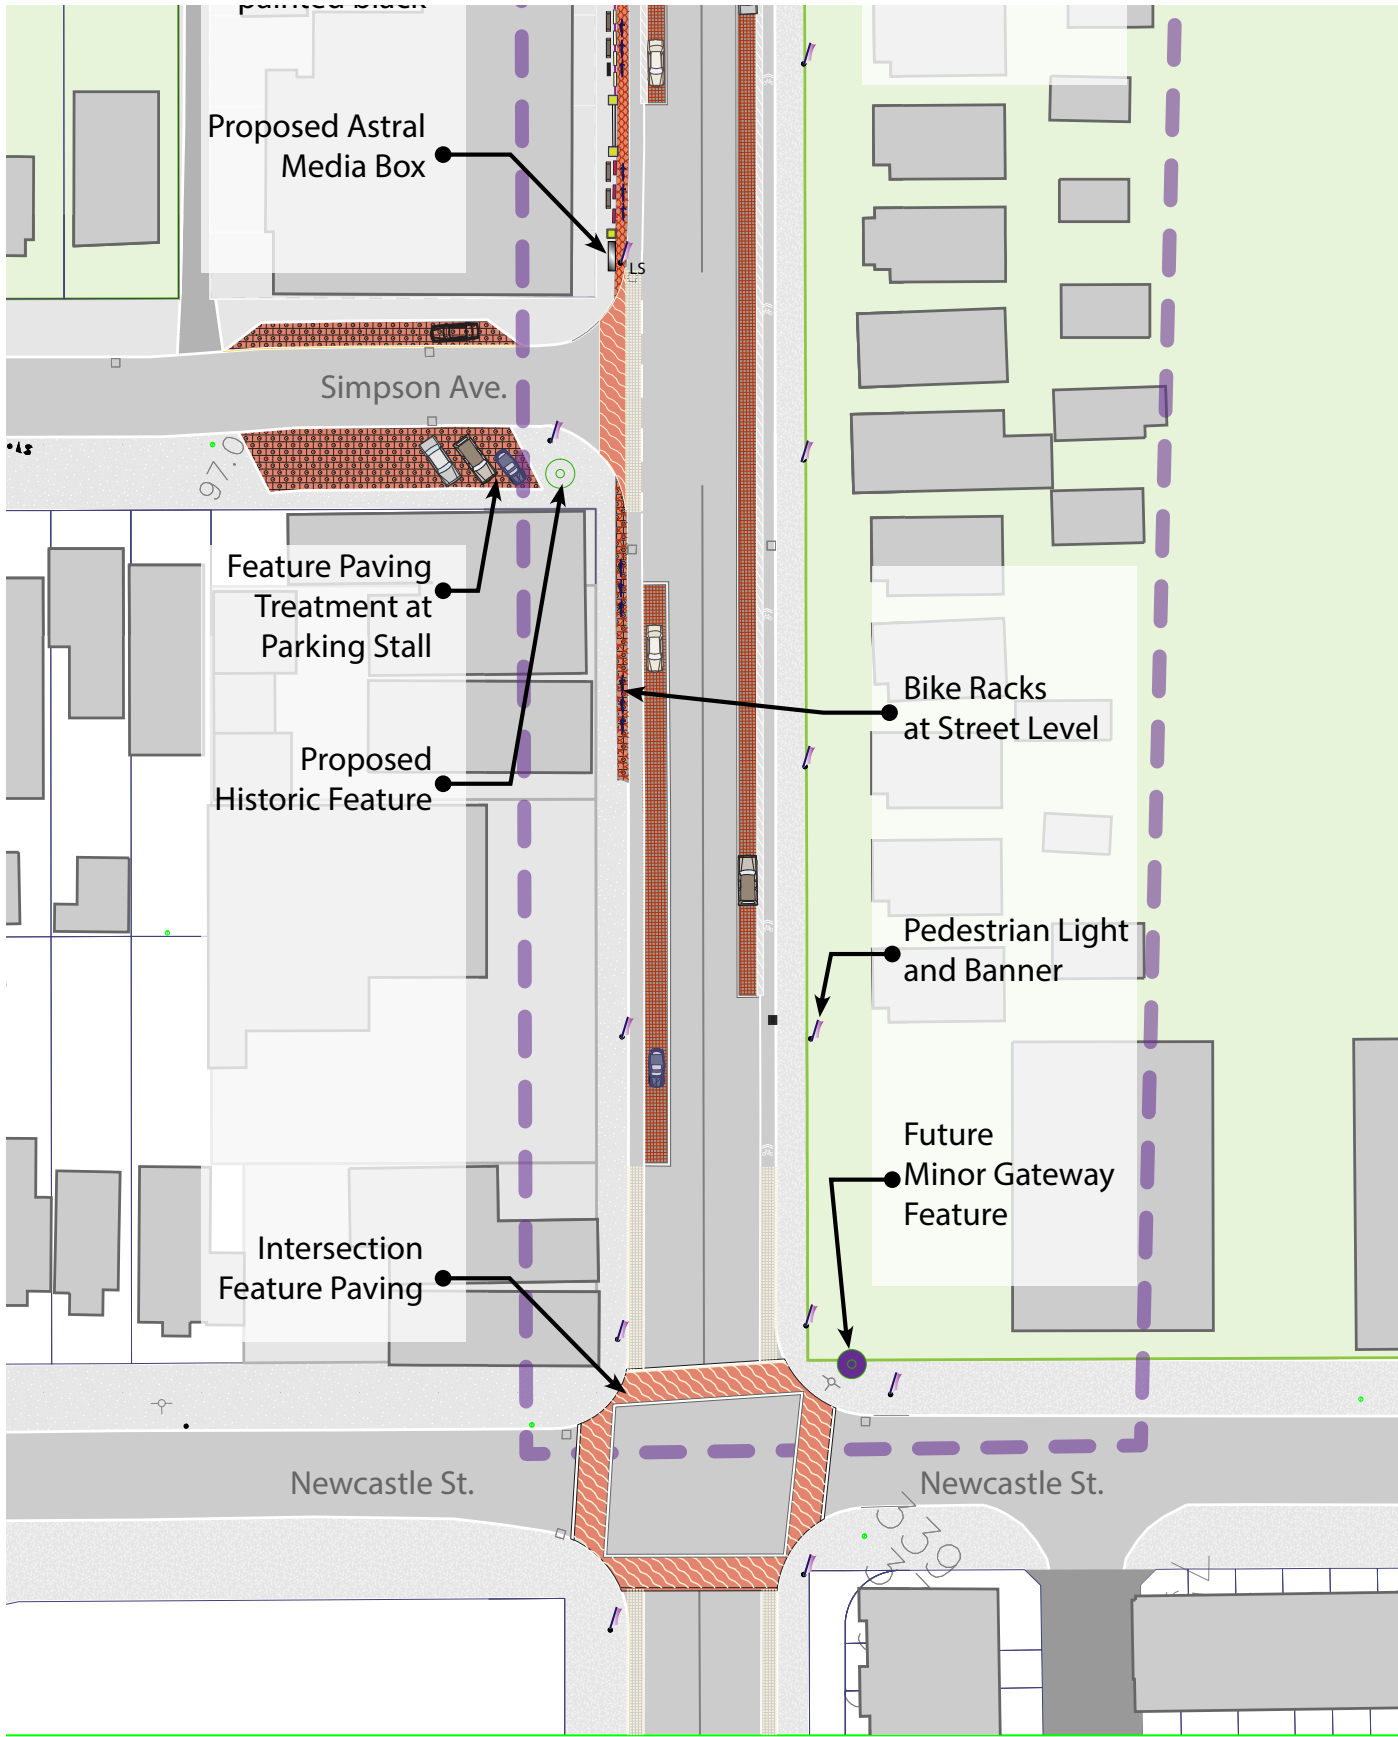 painted black
Proposed Astral
Media Box
LS
Simpson Ave.
97.0
Feature Paving
Treatment at
Parking Stall
Bike Racks
at Street Level
Proposed
Historic Feature
Pedestrian Light
and Banner
Future
Minor Gateway
Feature
Intersection
Feature Paving
Newcastle St.
Newcastle St.